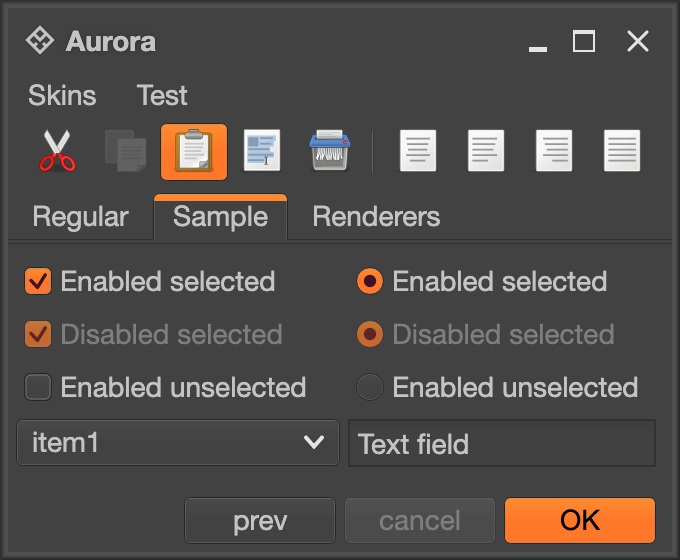 Aurora
Skins Test
Regular Sample Renderers
Enabled selected Enabled selected
Disabled selected Disabled selected
Enabled unselected Enabled unselected
item1 Text field
prev cancel OK